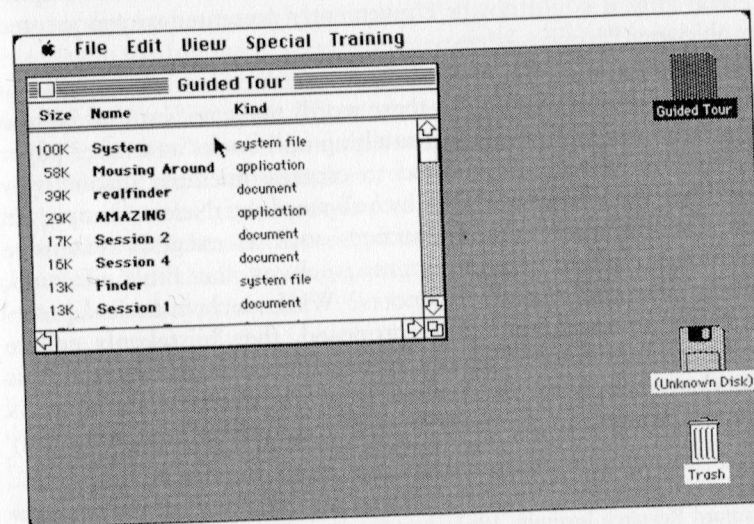 File Edit View Special Training
Guided Tour
Size Name Kind
100K System system file
58K Mousing Around application
39K recorder document
29K AMAZING application
17K Session 2 document
16K Session 4 document
13K Finder system file
13K Session 1 document
Guided Tour
(Unknown Disk)
Trash